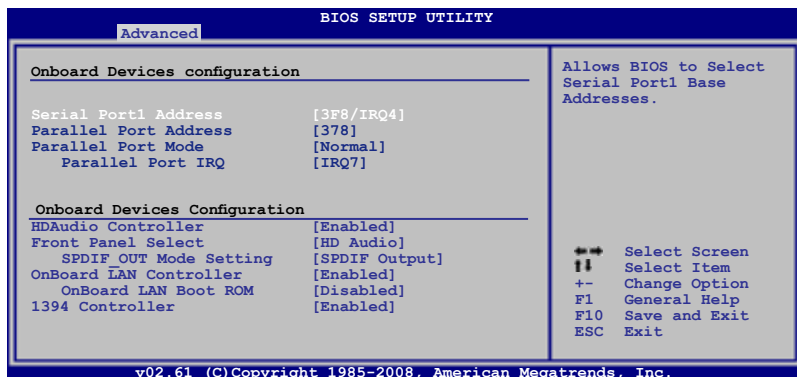 BIOS SETUP UTILITY
Advanced
Onboard Devices configuration
Serial Port1 Address [3F8/IRQ4]
Parallel Port Address [378]
Parallel Port Mode [Normal]
Parallel Port IRQ [IRQ7]
Onboard Devices Configuration
HDAudio Controller [Enabled]
Front Panel Select [HD Audio]
SPDIF_OUT Mode Setting [SPDIF Output]
OnBoard LAN Controller [Enabled]
OnBoard LAN Boot ROM [Disabled]
1394 Controller [Enabled]
Allows BIOS to Select
Serial Port1 Base
Addresses.
←→ Select Screen
↑↓ Select Item
+- Change Option
F1 General Help
F10 Save and Exit
ESC Exit
v02.61 (C)Copyright 1985-2008, American Megatrends, Inc.